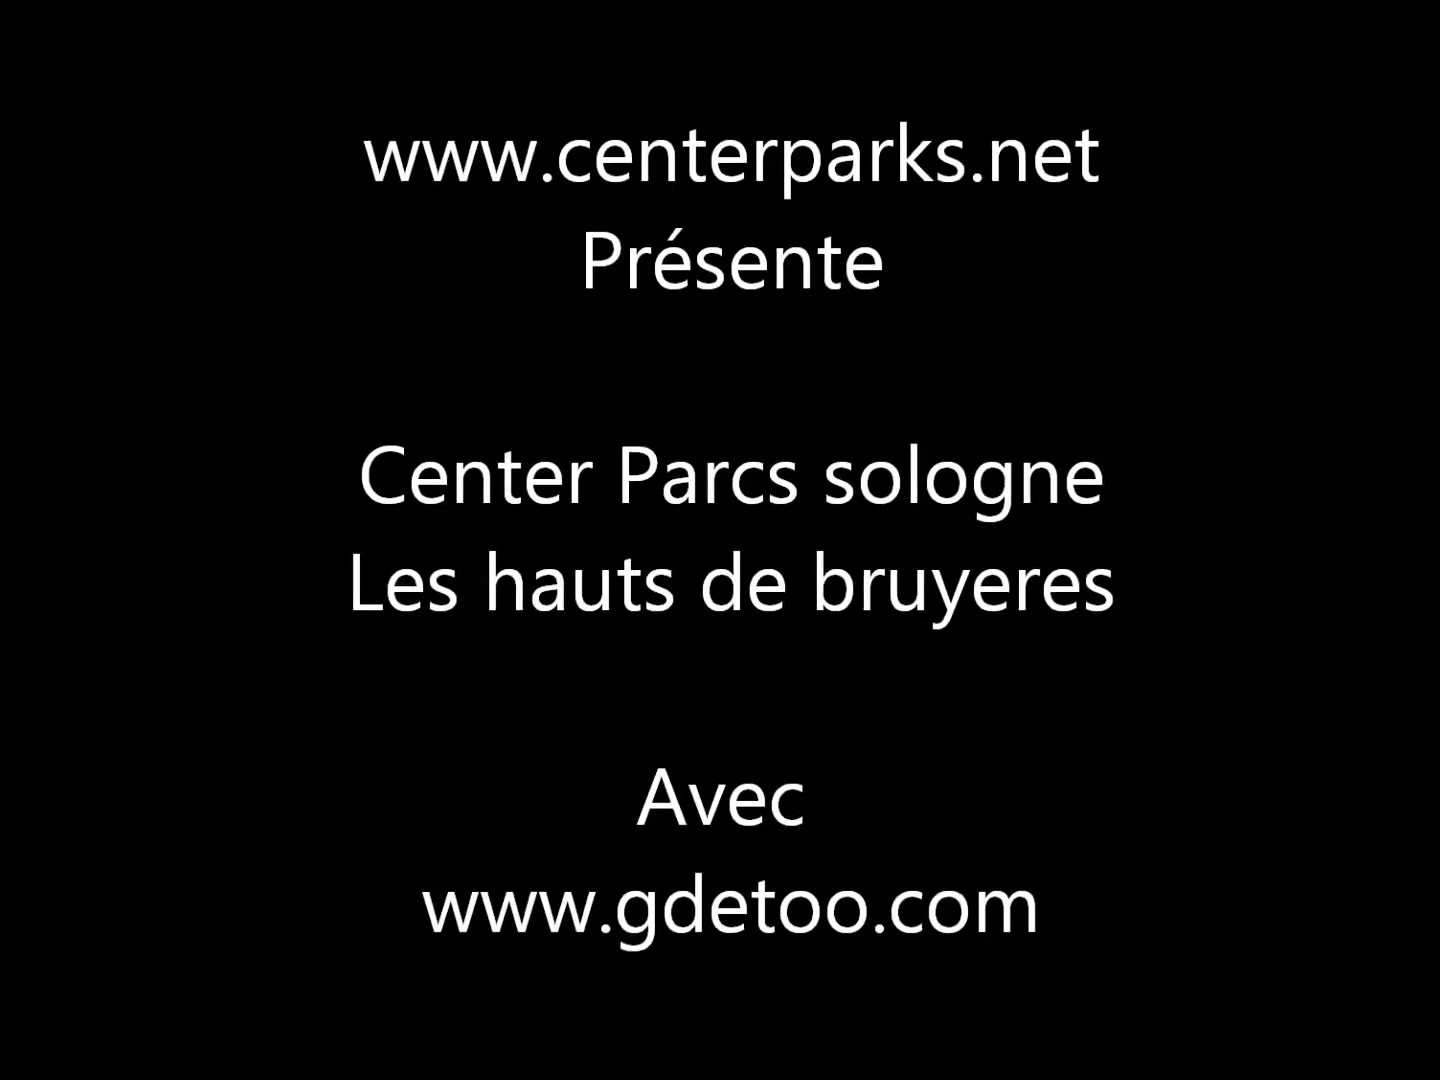 www.centerparks.net
Présente
Center Parcs sologne
Les hauts de bruyeres
Avec
www.gdetoo.com